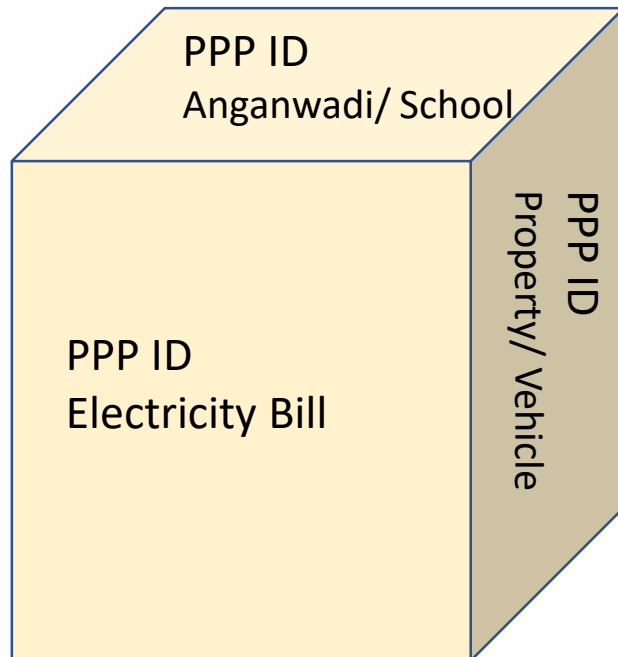 PPP ID
Anganwadi/ School
PPP ID
Electricity Bill
PPP ID
Property/ Vehicle